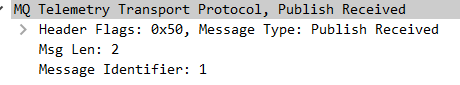 MQ Telemetry Transport Protocol, Publish Received
Header Flags: 0x50, Message Type: Publish Received
Msg Len: 2
Message Identifier: 1